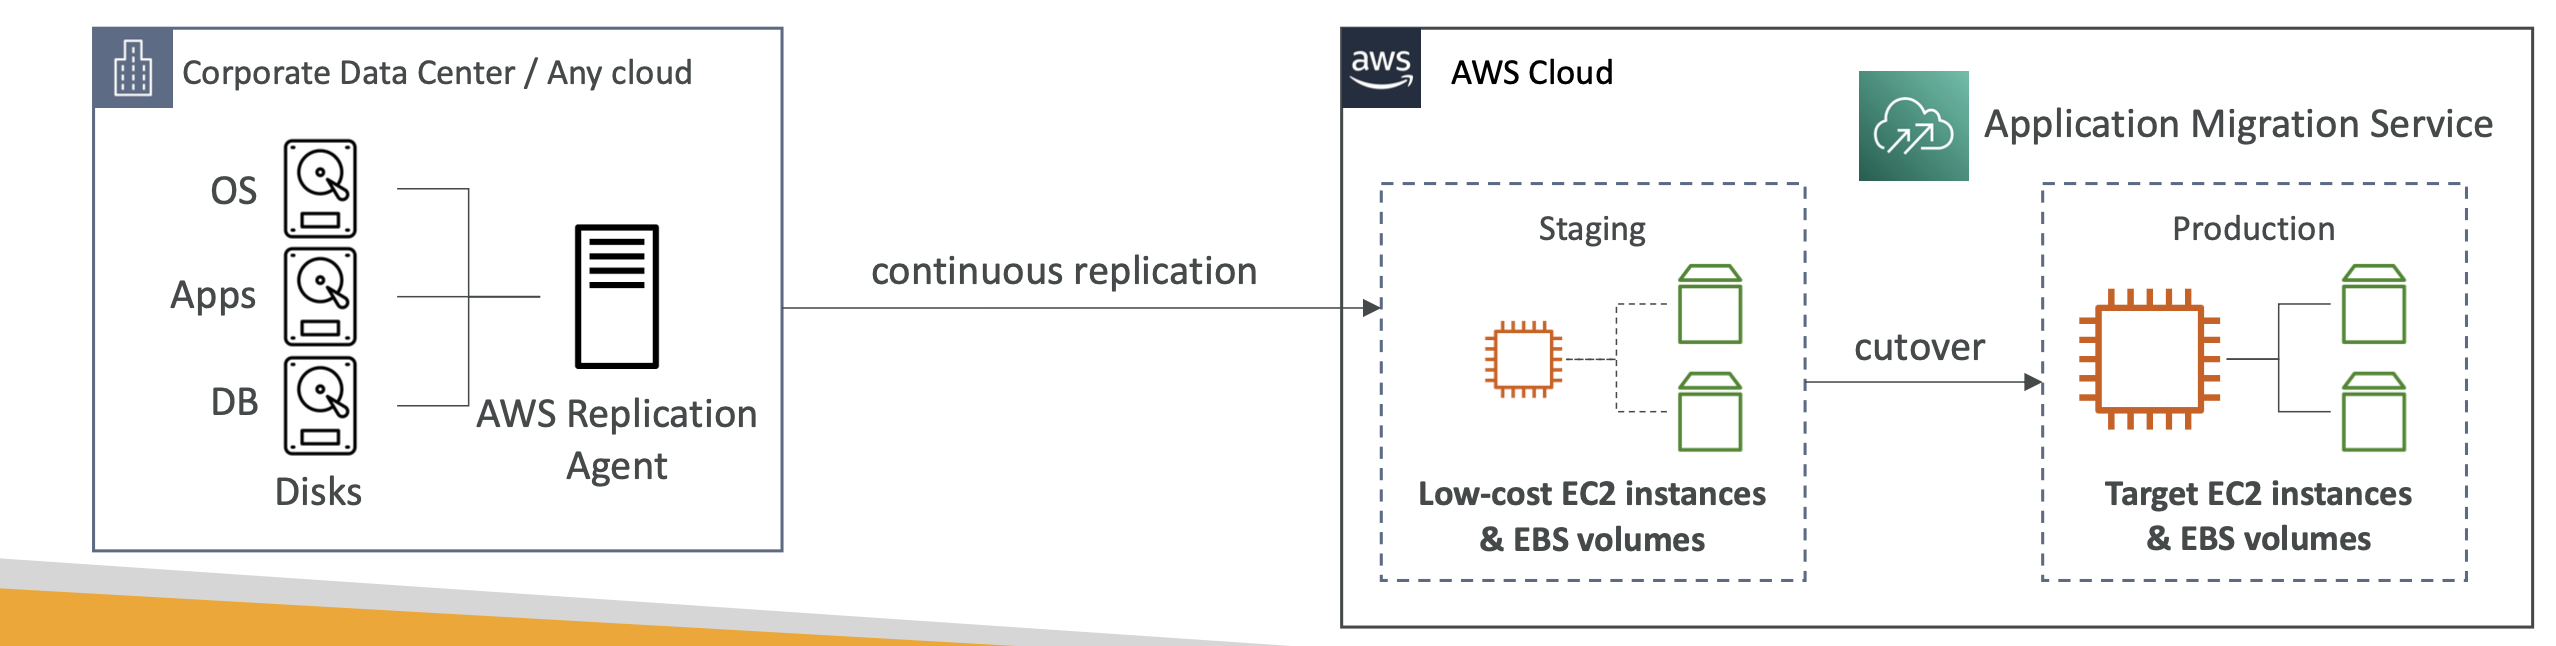 Corporate Data Center / Any cloud
OS
Apps
DB
Disks
AWS Replication
Agent
continuous replication
aws
AWS Cloud
Application Migration Service
Staging
Low-cost EC2 instances
& EBS volumes
cutover
Production
Target EC2 instances
& EBS volumes